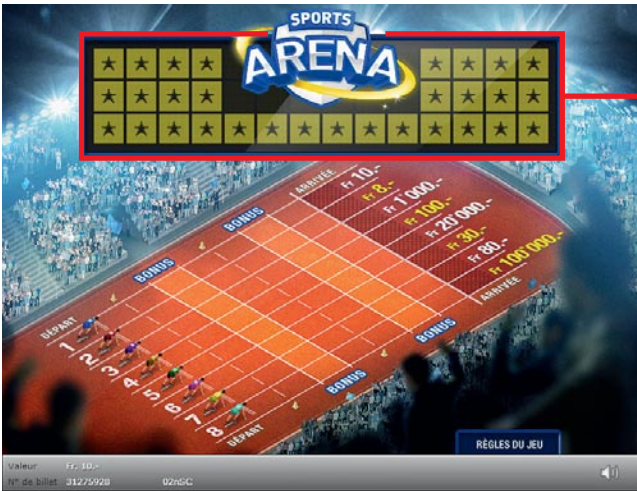 SPORTS
ARENA
ARRIVÉE
Fr 10.-
Fr 8.-
Fr 1'000.-
Fr 100.-
Fr 20'000.-
Fr 30.-
Fr 80.-
Fr 100'000.-
ARRIVÉE
BONUS
BONUS
DÉPART
1
2
3
4
5
6
7
8
DÉPART
BONUS
BONUS
RÈGLES DU JEU
Valeur Fr. 10.-
N° de billet 31275928 02nSC